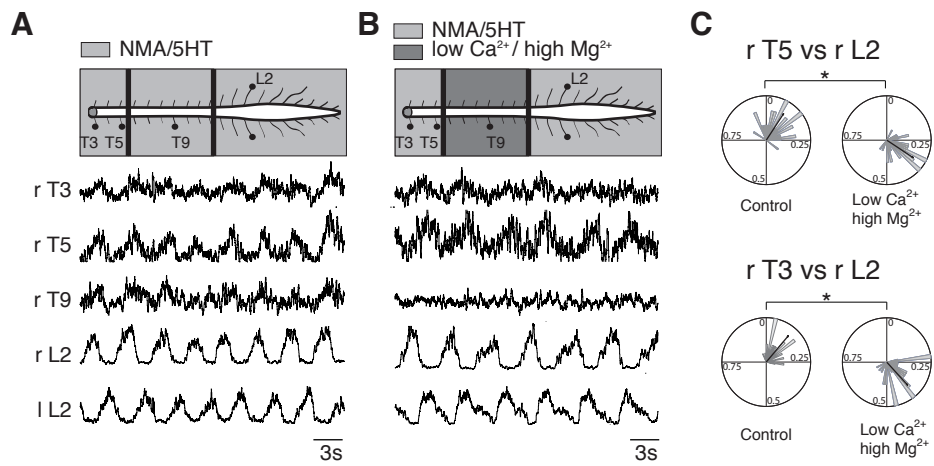 A
NMA/5HT
L2
T3 T5 T9
r T3
r T5
r T9
r L2
l L2
3s
B
NMA/5HT
low Ca²⁺/ high Mg²⁺
L2
T3 T5 T9
3s
C
r T5 vs r L2
*
0
0.75 0.25
0.5
Control
0
0.75 0.25
0.5
Low Ca²⁺
high Mg²⁺
r T3 vs r L2
*
0
0.75 0.25
0.5
Control
0
0.75 0.25
0.5
Low Ca²⁺
high Mg²⁺